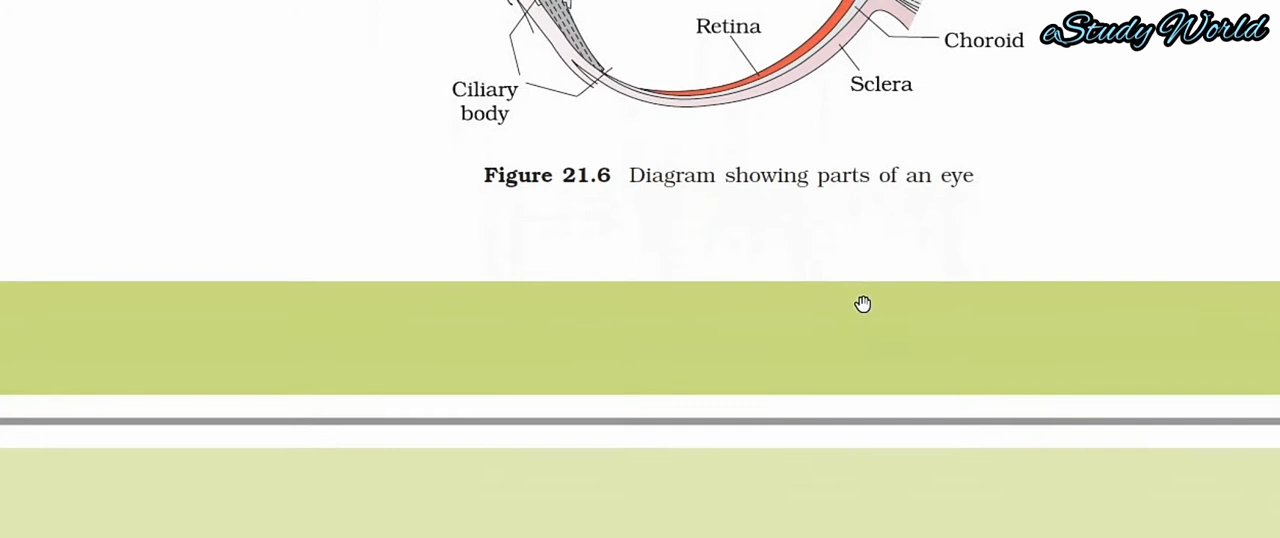 eStudy World
Retina
Choroid
Sclera
Ciliary
body
Figure 21.6 Diagram showing parts of an eye